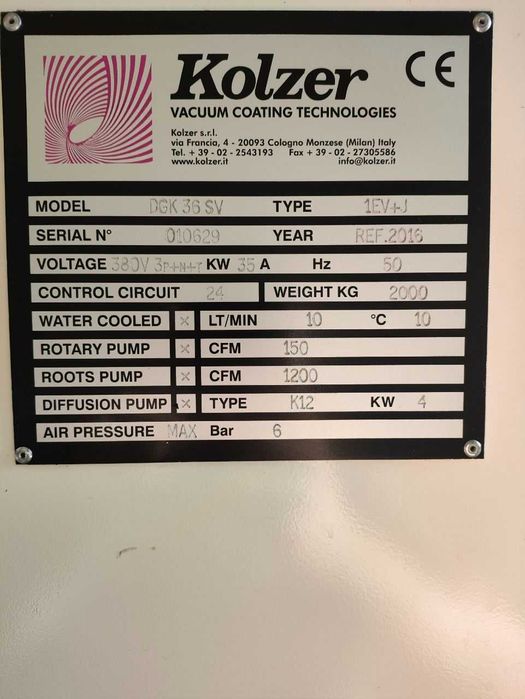 Kolzer CE
VACUUM COATING TECHNOLOGIES
Kolzer s.r.l.
via Francia, 4 - 20093 Cologno Monzese (Milan) Italy
Tel. + 39 - 02 - 2543193 Fax + 39 - 02 - 27305586
www.kolzer.it info@kolzer.it
MODEL DGK 36 SV TYPE 1EV+J
SERIAL N° 010629 YEAR REF.2016
VOLTAGE 380V 3P+N+T KW 35 A Hz 50
CONTROL CIRCUIT 24 WEIGHT KG 2000
WATER COOLED x LT/MIN 10 °C 10
ROTARY PUMP x CFM 150
ROOTS PUMP x CFM 1200
DIFFUSION PUMP x TYPE K12 KW 4
AIR PRESSURE MAX Bar 6